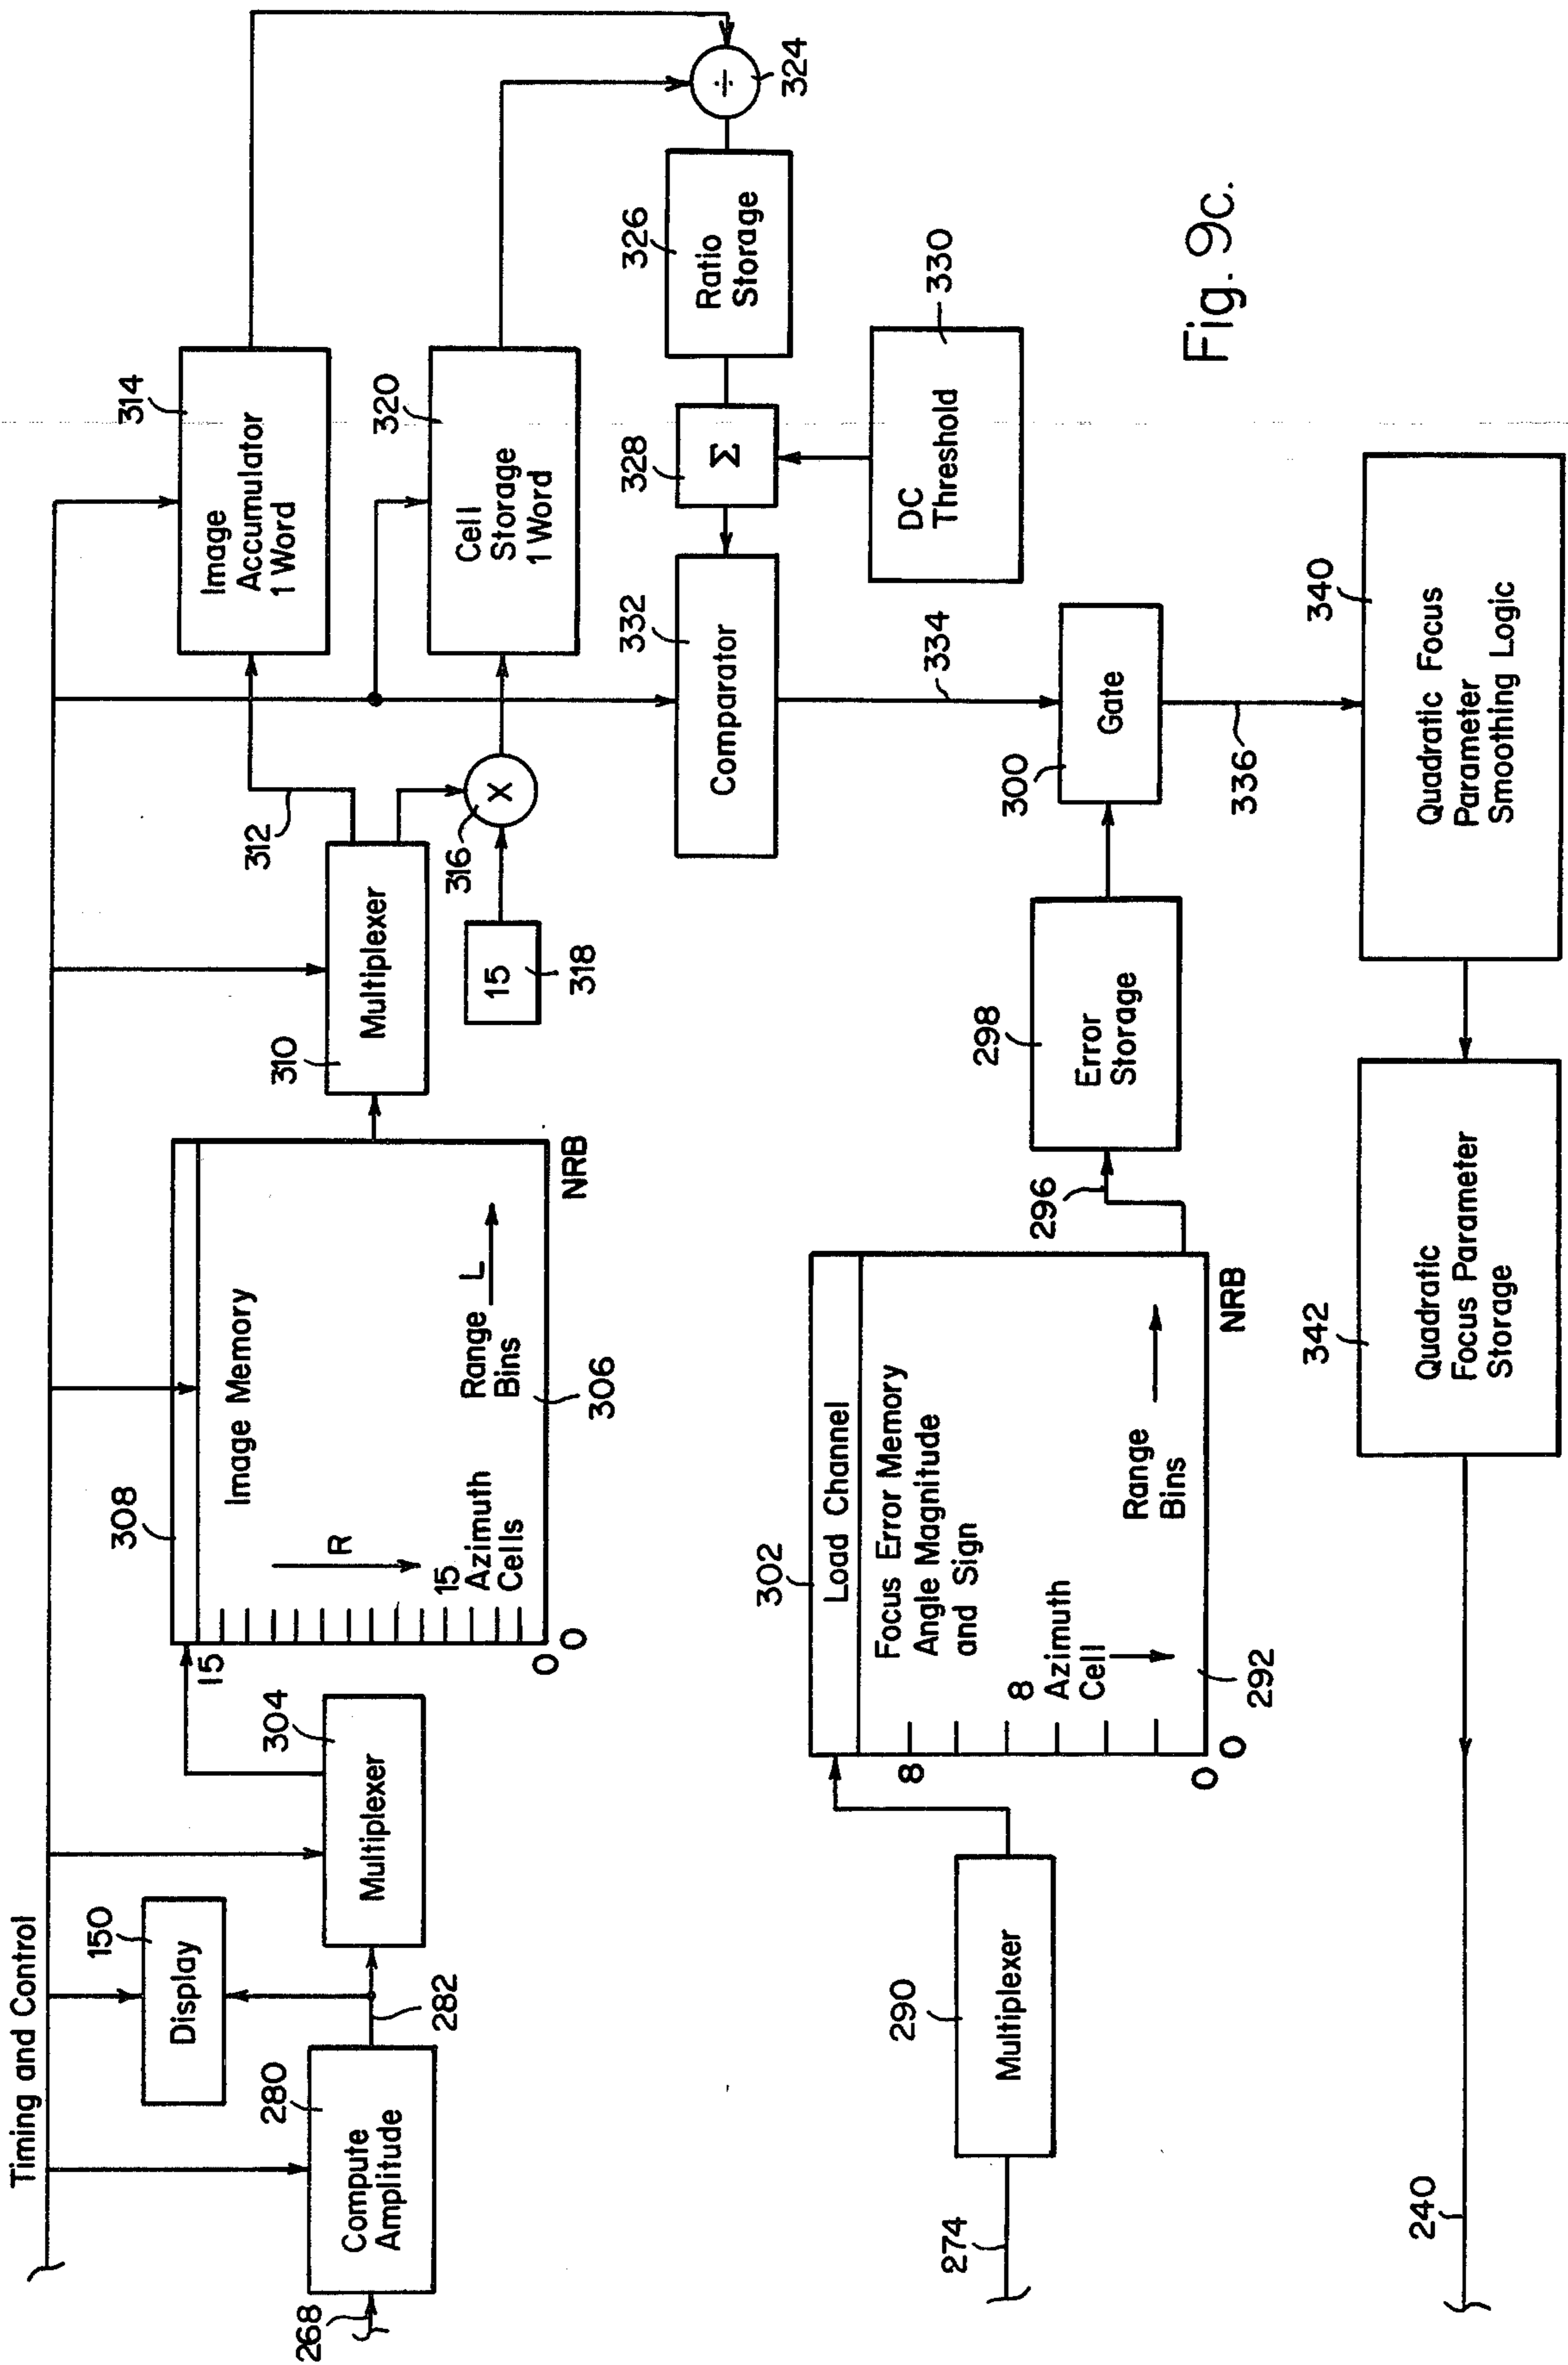 Timing and Control
268
280
Compute
Amplitude
282
150
Display
304
Multiplexer
308
15
Image Memory
R
15
Azimuth
Cells
Range
Bins
L
0
0
NRB
306
310
Multiplexer
312
316
X
15
318
314
Image
Accumulator
1 Word
320
Cell
Storage
1 Word
÷
324
326
Ratio
Storage
328
Σ
330
DC
Threshold
332
Comparator
334
274
290
Multiplexer
302
Load Channel
Focus Error Memory
Angle Magnitude
and Sign
8
8
Azimuth
Cell
Range
Bins
0
0
NRB
292
296
298
Error
Storage
300
Gate
336
340
Quadratic Focus
Parameter
Smoothing Logic
342
Quadratic
Focus Parameter
Storage
240
Fig. 9c.